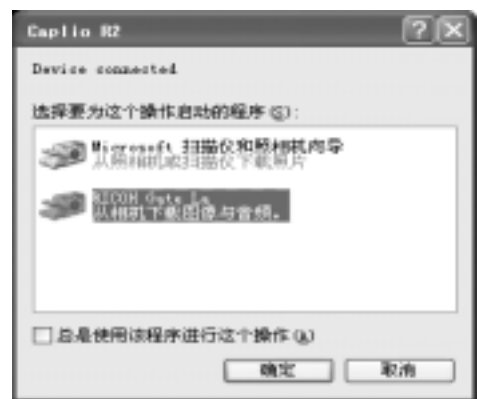 Caplio R2
Device connected
选择要为这个操作启动的程序(S):
Microsoft 扫描仪和照相机向导
从照相机或扫描仪下载照片
RICOH Gate La
从相机下载图像与音频。
总是使用该程序进行这个操作(A)
确定
取消